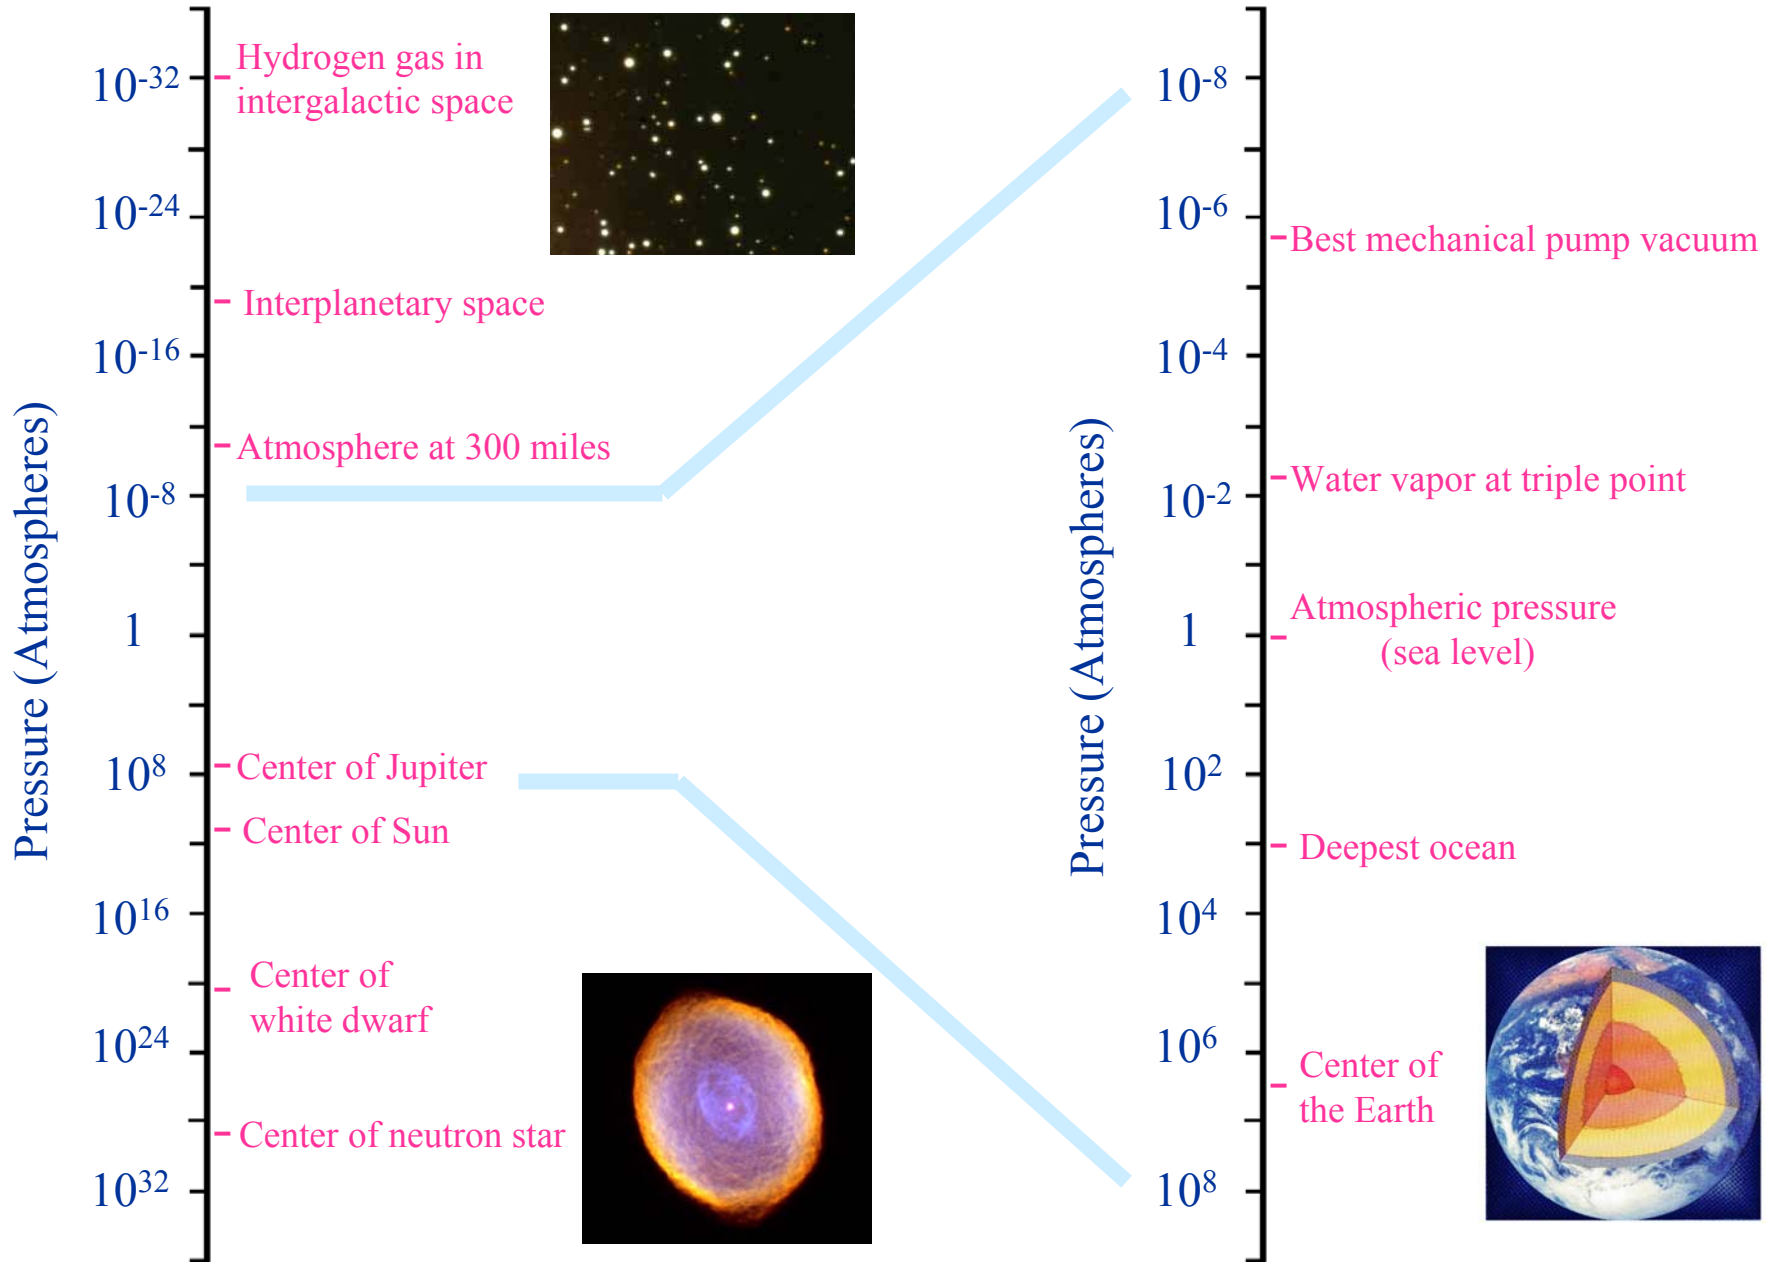 Pressure (Atmospheres)
10-32
10-24
10-16
10-8
1
108
1016
1024
1032
Hydrogen gas in
intergalactic space
Interplanetary space
Atmosphere at 300 miles
Center of Jupiter
Center of Sun
Center of
white dwarf
Center of neutron star
Pressure (Atmospheres)
10-8
10-6
10-4
10-2
1
102
104
106
108
Best mechanical pump vacuum
Water vapor at triple point
Atmospheric pressure
(sea level)
Deepest ocean
Center of
the Earth